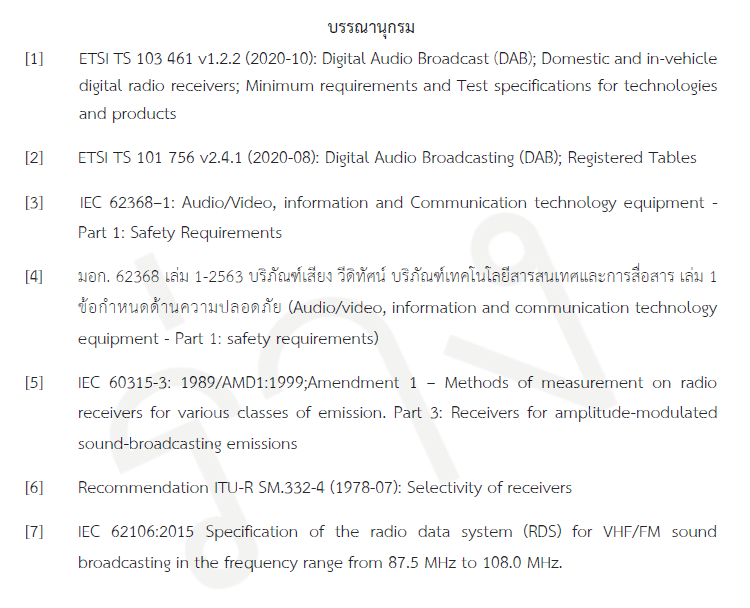 บรรณานุกรม
[1] ETSI TS 103 461 v1.2.2 (2020-10): Digital Audio Broadcast (DAB); Domestic and in-vehicle
digital radio receivers; Minimum requirements and Test specifications for technologies
and products
[2] ETSI TS 101 756 v2.4.1 (2020-08): Digital Audio Broadcasting (DAB); Registered Tables
[3] IEC 62368–1: Audio/Video, information and Communication technology equipment -
Part 1: Safety Requirements
[4] มอก. 62368 เล่ม 1-2563 บริภัณฑ์เสียง วีดิทัศน์ บริภัณฑ์เทคโนโลยีสารสนเทศและการสื่อสาร เล่ม 1
ข้อกำหนดด้านความปลอดภัย (Audio/video, information and communication technology
equipment - Part 1: safety requirements)
[5] IEC 60315-3: 1989/AMD1:1999;Amendment 1 – Methods of measurement on radio
receivers for various classes of emission. Part 3: Receivers for amplitude-modulated
sound-broadcasting emissions
[6] Recommendation ITU-R SM.332-4 (1978-07): Selectivity of receivers
[7] IEC 62106:2015 Specification of the radio data system (RDS) for VHF/FM sound
broadcasting in the frequency range from 87.5 MHz to 108.0 MHz.
ร่าง